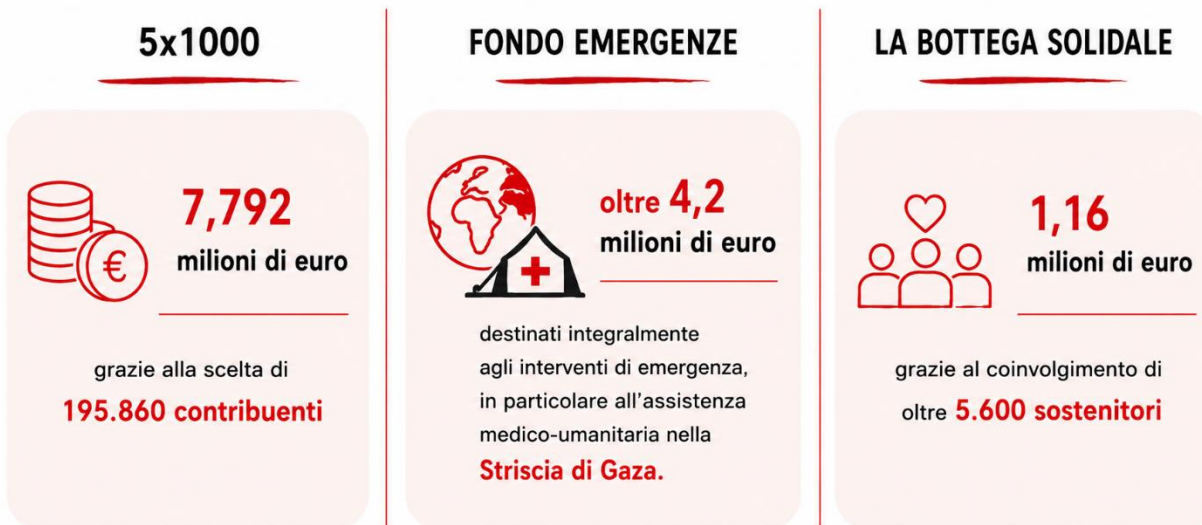 5x1000
7,792
milioni di euro
€
grazie alla scelta di
195.860 contribuenti
FONDO EMERGENZE
oltre 4,2
milioni di euro
destinati integralmente
agli interventi di emergenza,
in particolare all'assistenza
medico-umanitaria nella
Striscia di Gaza.
LA BOTTEGA SOLIDALE
1,16
milioni di euro
grazie al coinvolgimento di
oltre 5.600 sostenitori